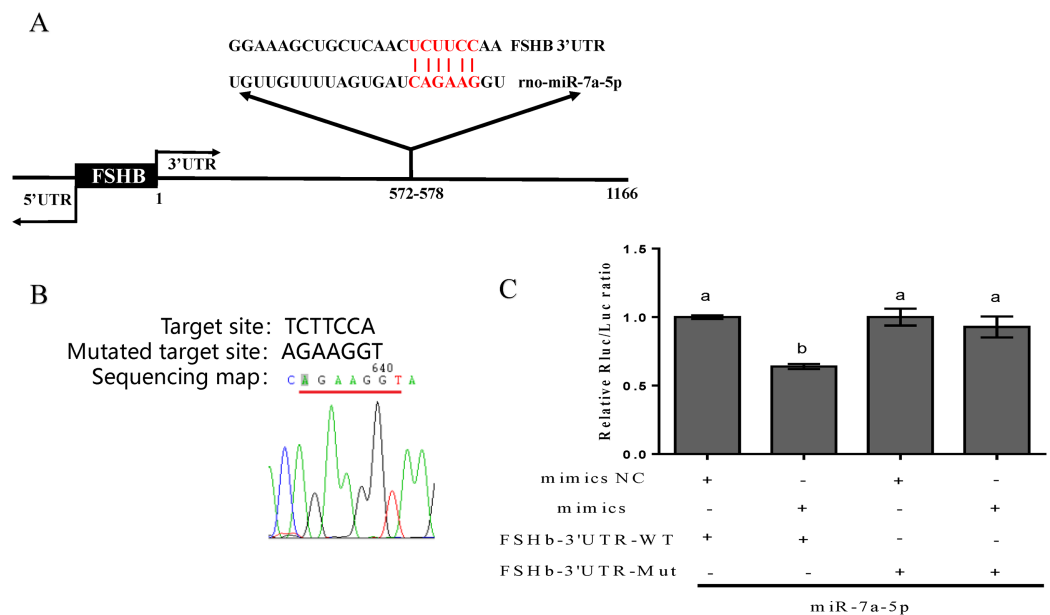 A
GGAAAGCUGCUCAACUCUUCCAA FSHB 3'UTR
UGUUGUUUUAGUGAUCAGAAGGU rno-miR-7a-5p
FSHB
3'UTR
5'UTR
1
572-578
1166
B
Target site: TCTTCCA
Mutated target site: AGAAGGT
640
Sequencing map: C A G A A G G T A
C
Relative Rluc/Luc ratio
1.5
1.0
0.5
0.0
a
b
a
a
mimics NC + - + -
mimics - + - +
FSHb-3'UTR-WT + + - -
FSHb-3'UTR-Mut - - + +
miR-7a-5p